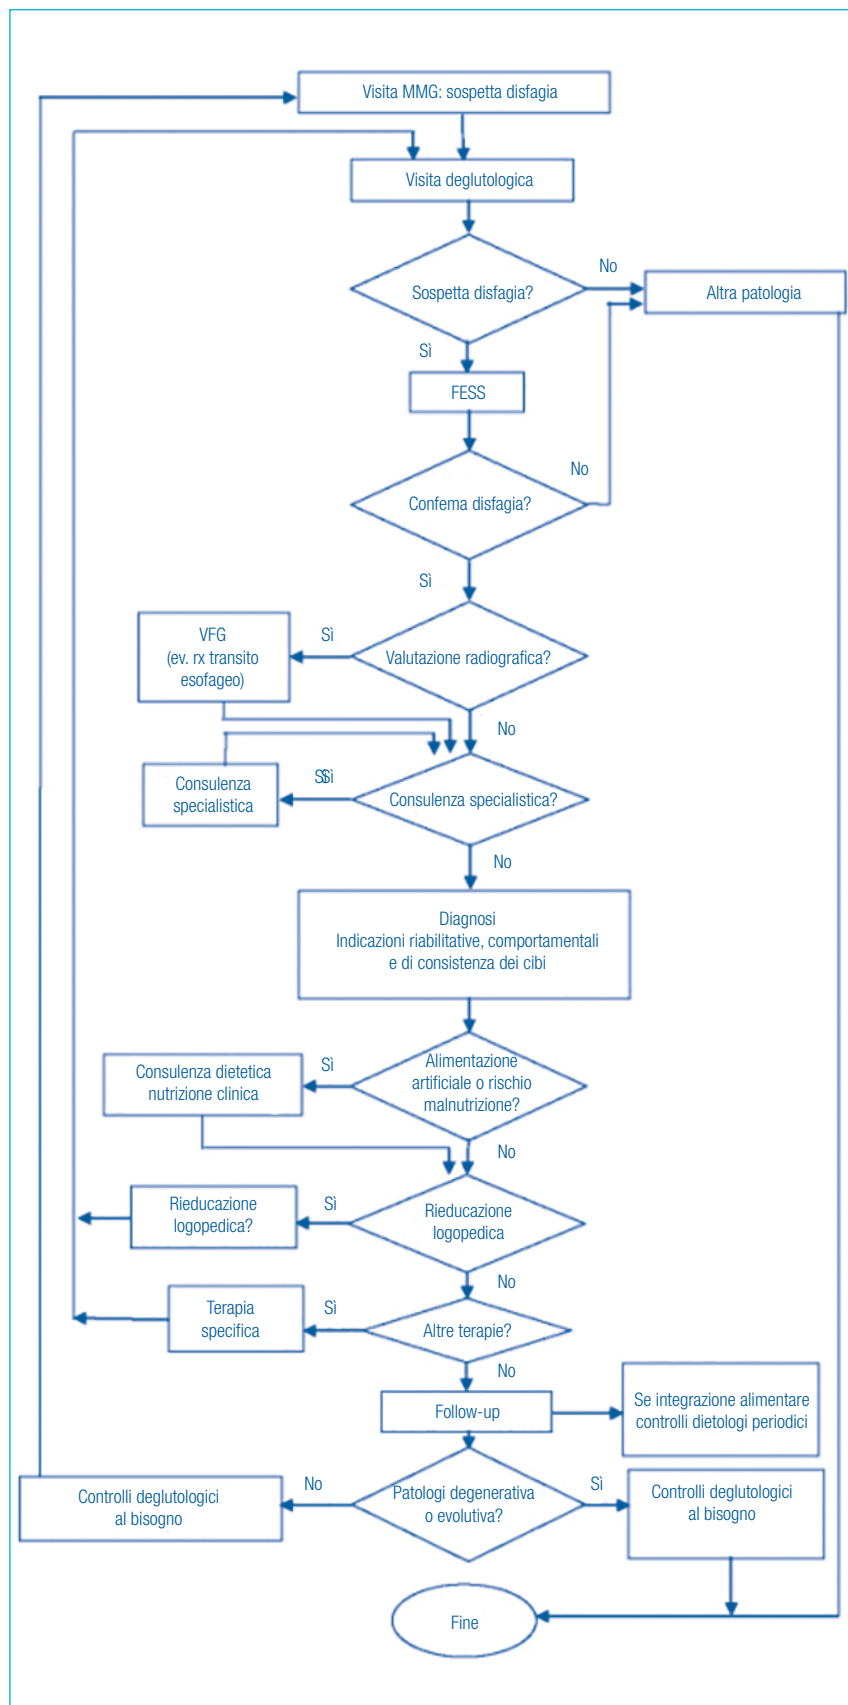 Visita MMG: sospetta disfagia
Visita deglutologica
No
Sospetta disfagia?
Altra patologia
Sì
FESS
No
Confema disfagia?
Sì
VFG
(ev. rx transito
esofageo)
Sì
Valutazione radiografica?
No
Consulenza
specialistica
SìSì
Consulenza specialistica?
No
Diagnosi
Indicazioni riabilitative, comportamentali
e di consistenza dei cibi
Consulenza dietetica
nutrizione clinica
Sì
Alimentazione
artificiale o rischio
malnutrizione?
No
Rieducazione
logopedica?
Sì
Rieducazione
logopedica
No
Terapia
specifica
Sì
Altre terapie?
No
Follow-up
Se integrazione alimentare
controlli dietologi periodici
Controlli deglutologici
al bisogno
No
Patologi degenerativa
o evolutiva?
Sì
Controlli deglutologici
al bisogno
Fine